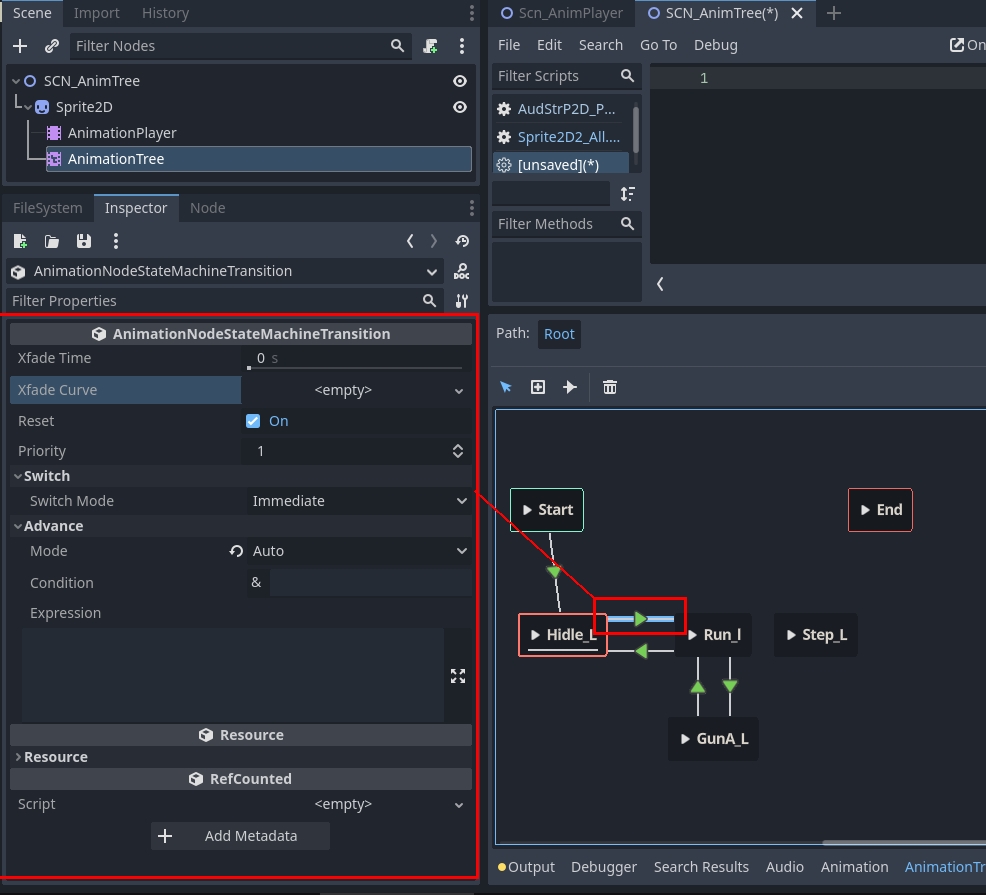 Scene Import History
Filter Nodes
SCN_AnimTree
Sprite2D
AnimationPlayer
AnimationTree
FileSystem Inspector Node
AnimationNodeStateMachineTransition
DOC
Filter Properties
AnimationNodeStateMachineTransition
Xfade Time 0 s
Xfade Curve <empty>
Reset On
Priority 1
Switch
Switch Mode Immediate
Advance
Mode Auto
Condition &
Expression
Resource
Resource
RefCounted
Script <empty>
Add Metadata
Scn_AnimPlayer SCN_AnimTree(*)
File Edit Search Go To Debug On
Filter Scripts
AudStrP2D_P...
Sprite2D2_All....
[unsaved](*)
Filter Methods
1
Path: Root
Start
End
Hidle_L
Run_l
Step_L
GunA_L
Output Debugger Search Results Audio Animation AnimationTr